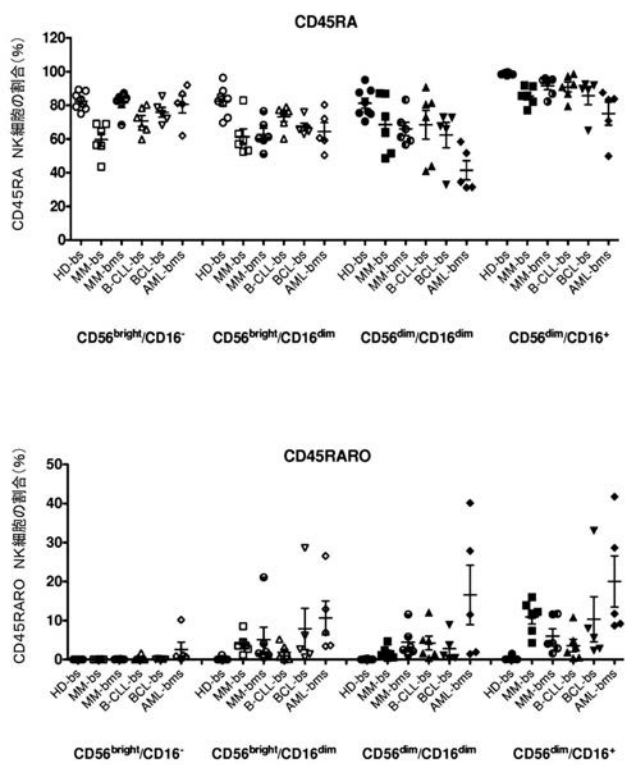 CD45RA
CD45RA NK細胞の割合(%)
120
100
80
60
40
20
0
HD-bs MM-bs MM-bms B-CLL-bs BCL-bs AML-bms HD-bs MM-bs MM-bms B-CLL-bs BCL-bs AML-bms HD-bs MM-bs MM-bms B-CLL-bs BCL-bs AML-bms HD-bs MM-bs MM-bms B-CLL-bs BCL-bs AML-bms
CD56bright/CD16- CD56bright/CD16dim CD56dim/CD16dim CD56dim/CD16+
CD45RARO
CD45RARO NK細胞の割合(%)
50
40
30
20
10
0
HD-bs MM-bs MM-bms B-CLL-bs BCL-bs AML-bms HD-bs MM-bs MM-bms B-CLL-bs BCL-bs AML-bms HD-bs MM-bs MM-bms B-CLL-bs BCL-bs AML-bms HD-bs MM-bs MM-bms B-CLL-bs BCL-bs AML-bms
CD56bright/CD16- CD56bright/CD16dim CD56dim/CD16dim CD56dim/CD16+